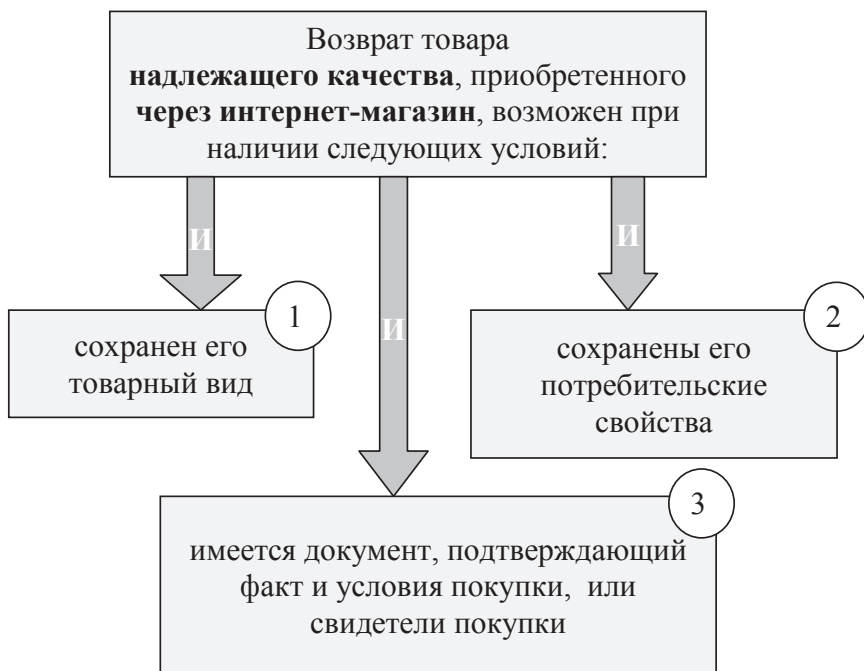 Возврат товара
надлежащего качества, приобретенного
через интернет-магазин, возможен при
наличии следующих условий:
И
И
И
1
сохранен его
товарный вид
2
сохранены его
потребительские
свойства
3
имеется документ, подтверждающий
факт и условия покупки, или
свидетели покупки